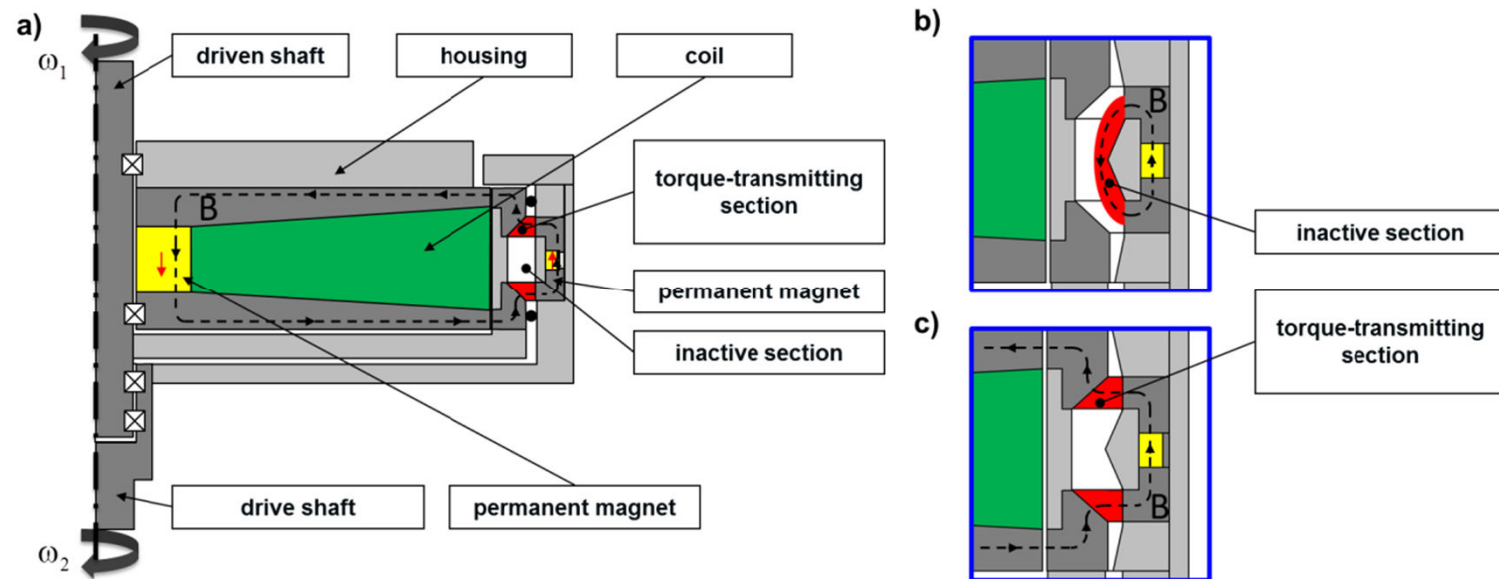 a)
ω1
driven shaft
housing
coil
torque-transmitting
section
B
permanent magnet
inactive section
drive shaft
permanent magnet
ω2
b)
B
inactive section
c)
torque-transmitting
section
B